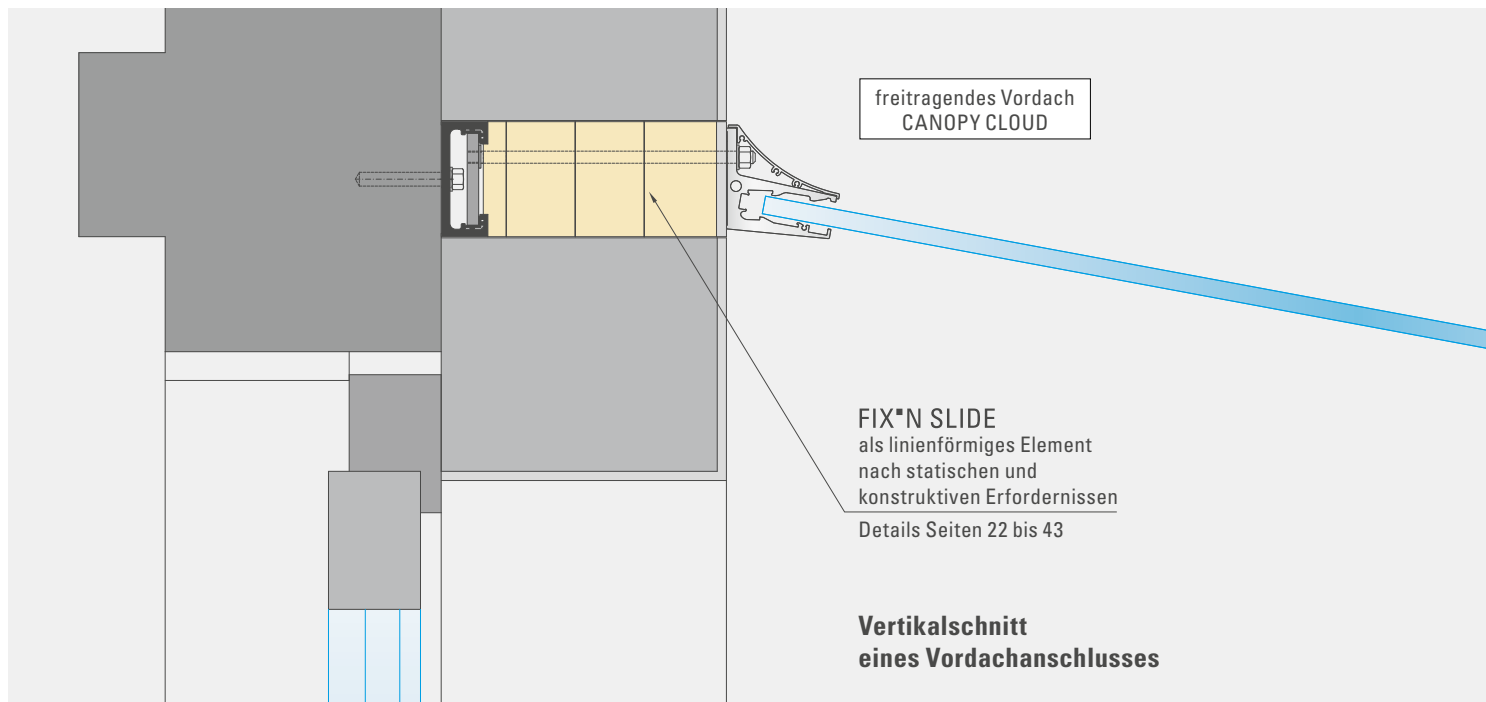 freitragendes Vordach
CANOPY CLOUD
FIX■N SLIDE
als linienförmiges Element
nach statischen und
konstruktiven Erfordernissen
Details Seiten 22 bis 43
Vertikalschnitt
eines Vordachanschlusses